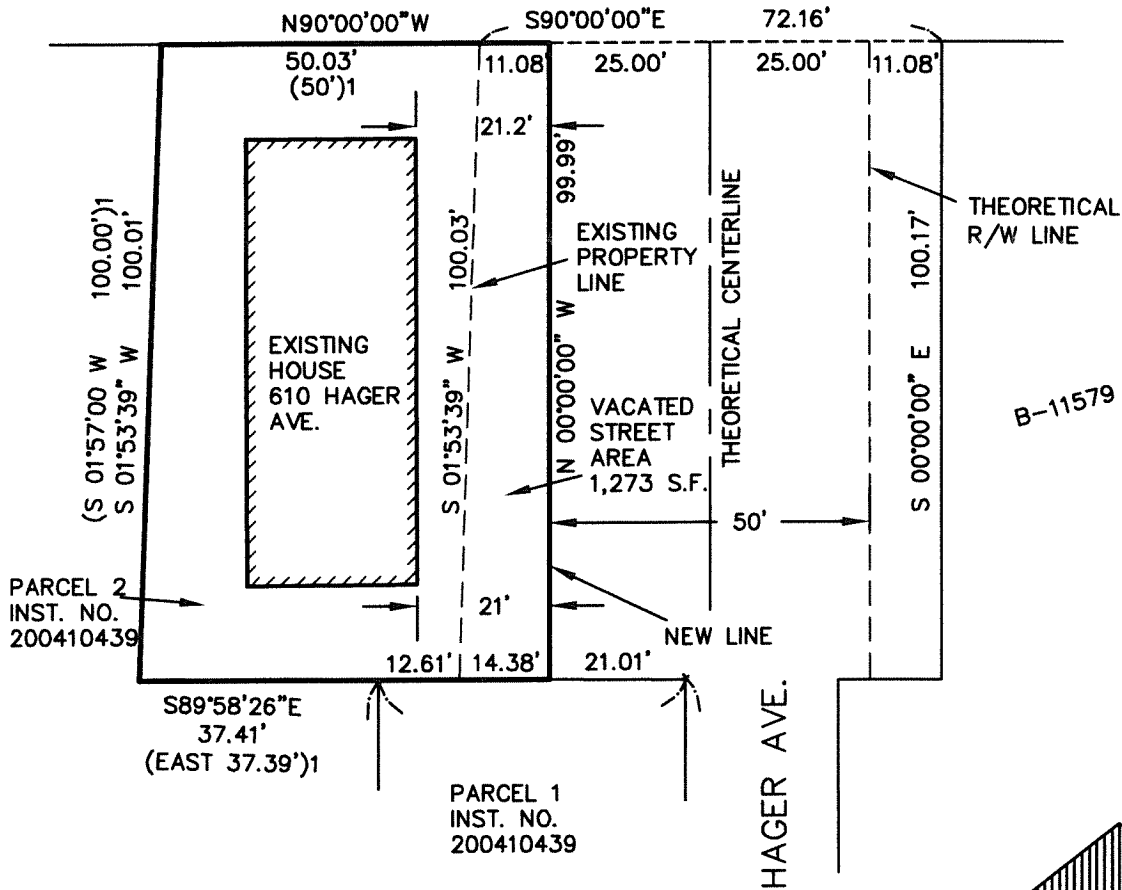 N90°00'00"W
S90°00'00"E
72.16'
50.03'
(50')1
11.08'
25.00'
25.00'
11.08'
21.2'
99.99'
(S 01°57'00 W 100.00')1
S 01°53'39" W 100.01'
EXISTING
HOUSE
610 HAGER
AVE.
S 01°53'39" W 100.03'
EXISTING
PROPERTY
LINE
N 00°00'00" W
VACATED
STREET
AREA
1,273 S.F.
THEORETICAL CENTERLINE
THEORETICAL
R/W LINE
S 00°00'00" E 100.17'
B-11579
50'
PARCEL 2
INST. NO.
200410439
21'
NEW LINE
12.61'
14.38'
21.01'
S89°58'26"E
37.41'
(EAST 37.39')1
PARCEL 1
INST. NO.
200410439
HAGER AVE.